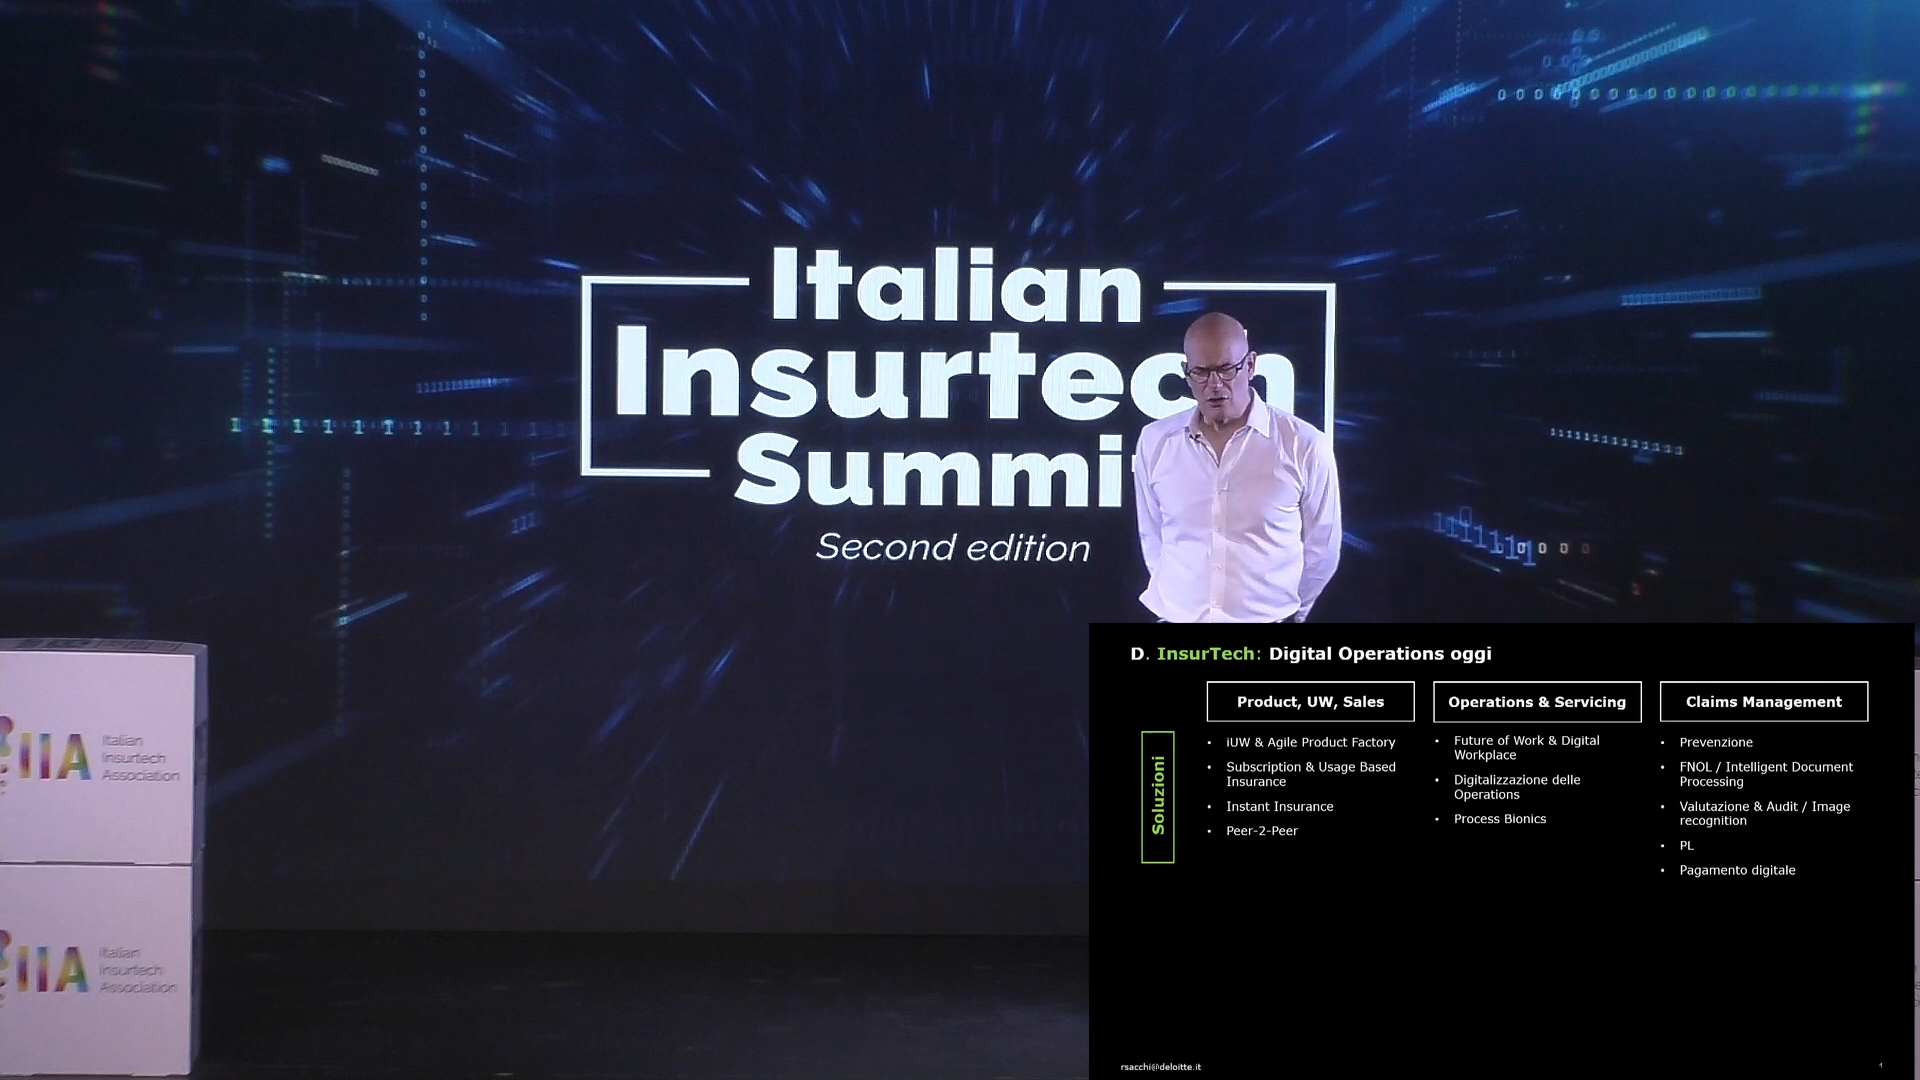 Italian
Insurtech
Summi
Second edition
IIA
Italian
Insurtech
Association
IIA
Italian
Insurtech
Association
D. InsurTech: Digital Operations oggi
Soluzioni
Product, UW, Sales
• iUW & Agile Product Factory
• Subscription & Usage Based
Insurance
• Instant Insurance
• Peer-2-Peer
Operations & Servicing
• Future of Work & Digital
Workplace
• Digitalizzazione delle
Operations
• Process Bionics
Claims Management
• Prevenzione
• FNOL / Intelligent Document
Processing
• Valutazione & Audit / Image
recognition
• PL
• Pagamento digitale
rsacchi@deloitte.it